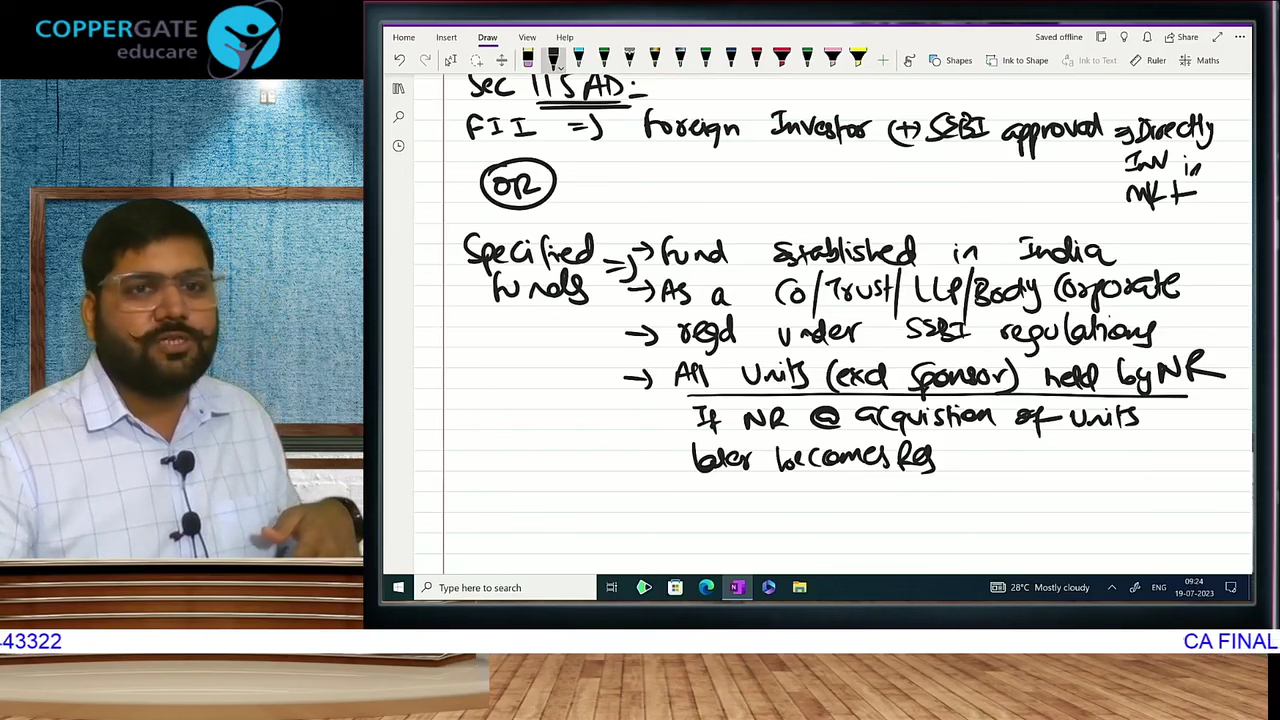 COPPERGATE
educare
Home Insert Draw View Help
Saved offline
Share
Shapes
Ink to Shape
Ink to Text
Ruler
Maths
Sec 115AD:-
FII => Foreign Investor (+) SEBI approved => Directly
Inv in
Mkt
OR
Specified
Funds => → Fund established in India
→ As a Co/Trust/LLP/Body Corporate
→ regd under SEBI regulations
→ All Units (excl sponsor) held by NR
If NR @ acquistion of units
later becomes Res
Type here to search
28°C Mostly cloudy
ENG
09:24
19-07-2023
43322
CA FINAL